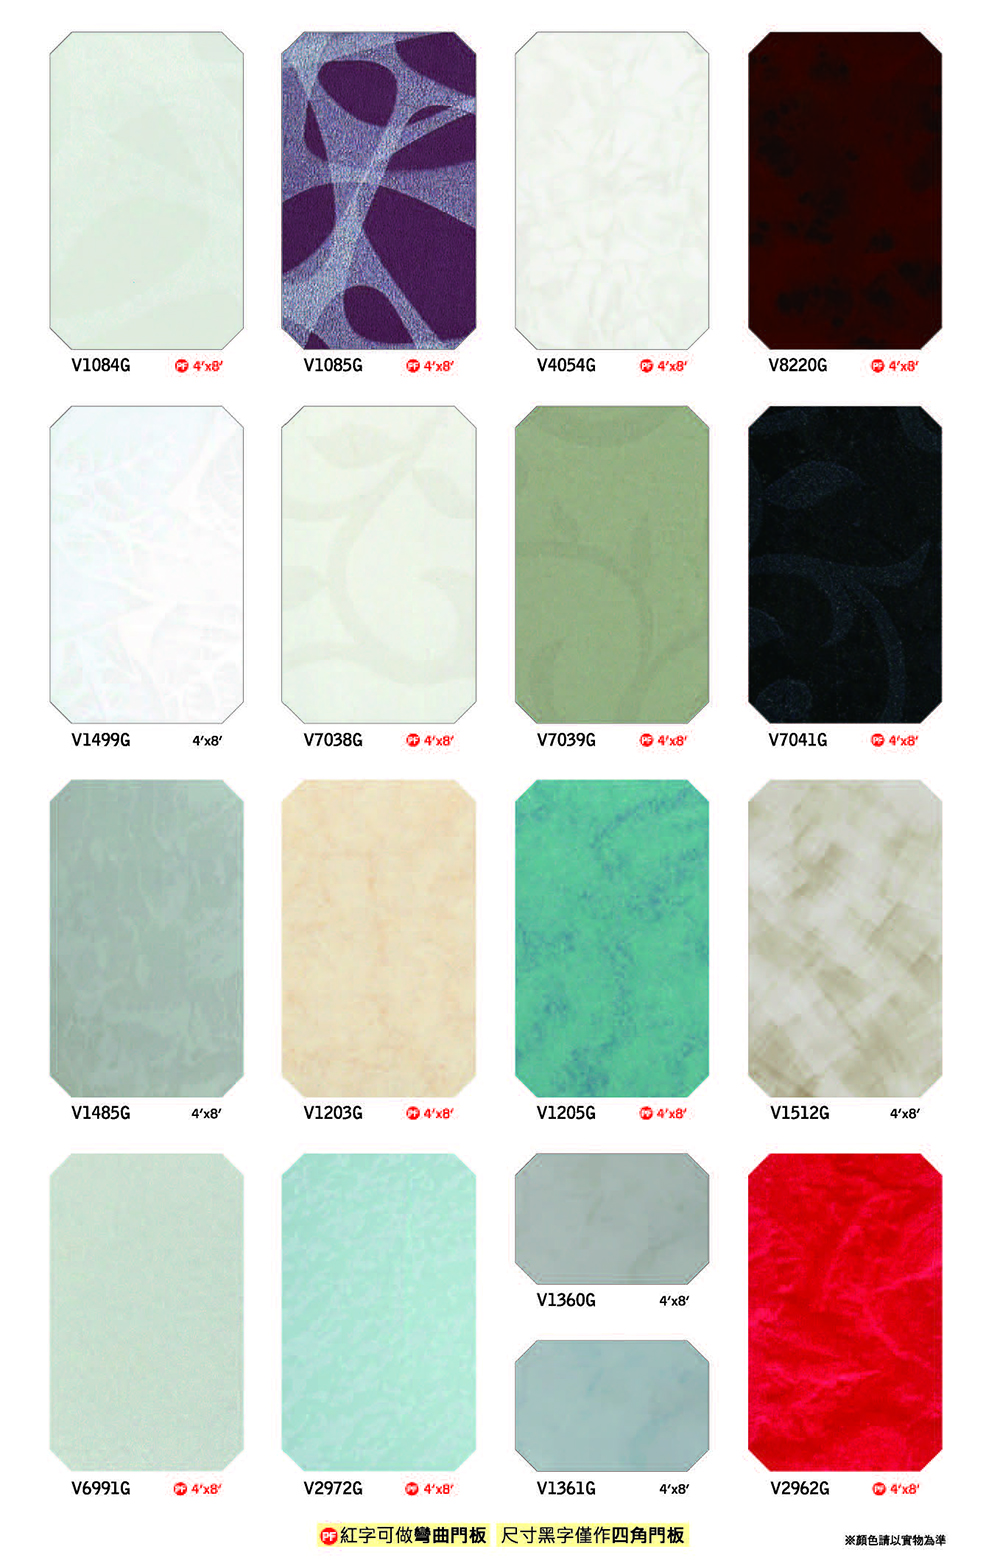 V1084G PF 4'x8' V1085G PF 4'x8' V4054G PF 4'x8' V8220G PF 4'x8'
V1499G 4'x8' V7038G PF 4'x8' V7039G PF 4'x8' V7041G PF 4'x8'
V1485G 4'x8' V1203G PF 4'x8' V1205G PF 4'x8' V1512G 4'x8'
V1360G 4'x8'
V6991G PF 4'x8' V2972G PF 4'x8' V1361G 4'x8' V2962G PF 4'x8'
PF 紅字可做彎曲門板 尺寸黑字僅作四角門板
※顏色請以實物為準